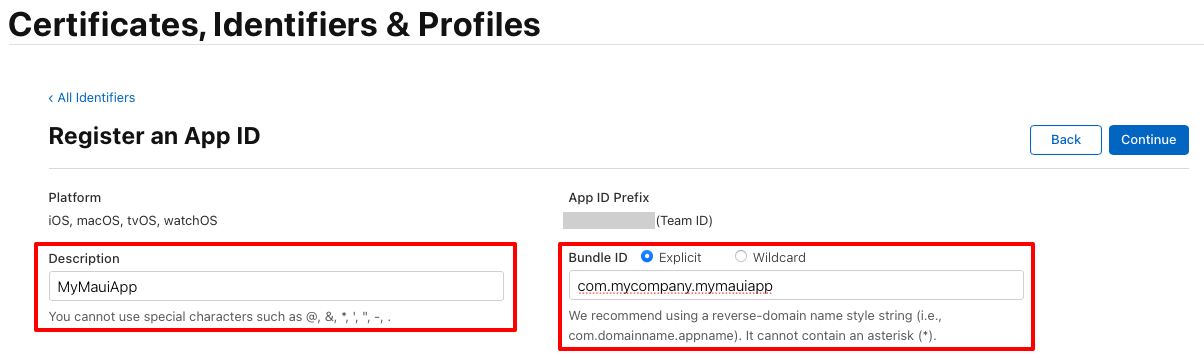 Certificates, Identifiers & Profiles
‹ All Identifiers
Register an App ID
Back
Continue
Platform
iOS, macOS, tvOS, watchOS
App ID Prefix
(Team ID)
Description
MyMauiApp
You cannot use special characters such as @, &, *, ', ", -, .
Bundle ID Explicit Wildcard
com.mycompany.mymauiapp
We recommend using a reverse-domain name style string (i.e.,
com.domainname.appname). It cannot contain an asterisk (*).